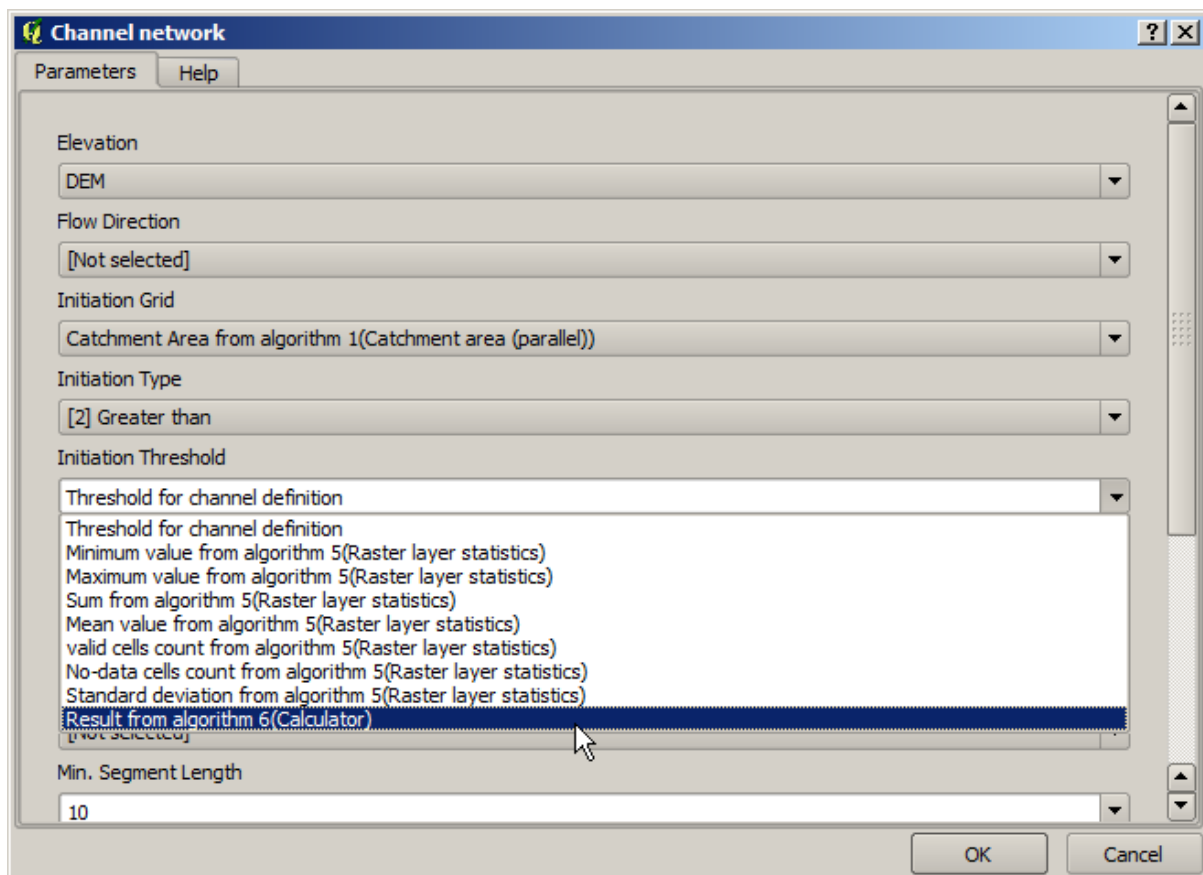 Channel network
Parameters Help
Elevation
DEM
Flow Direction
[Not selected]
Initiation Grid
Catchment Area from algorithm 1(Catchment area (parallel))
Initiation Type
[2] Greater than
Initiation Threshold
Threshold for channel definition
Threshold for channel definition
Minimum value from algorithm 5(Raster layer statistics)
Maximum value from algorithm 5(Raster layer statistics)
Sum from algorithm 5(Raster layer statistics)
Mean value from algorithm 5(Raster layer statistics)
valid cells count from algorithm 5(Raster layer statistics)
No-data cells count from algorithm 5(Raster layer statistics)
Standard deviation from algorithm 5(Raster layer statistics)
Result from algorithm 6(Calculator)
[Not selected]
Min. Segment Length
10
OK Cancel